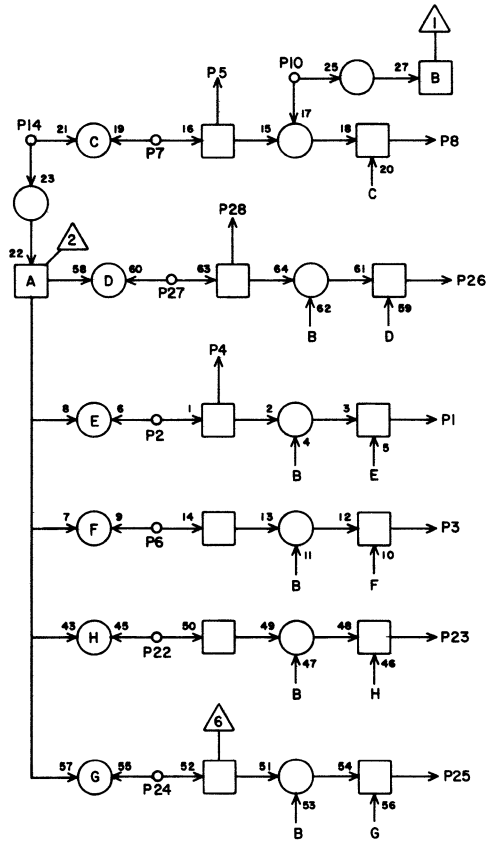 1
P5 P10 25 27 B
P14 21 C 19 P7 16 15 17 18 P8
20
C
23
P28
22 2
A 58 D 60 P27 63 64 61 P26
62 59
B D
P4
8 E 6 P2 1 2 3 P1
4 5
B E
7 F 9 P6 14 13 12 P3
11 10
B F
43 H 45 P22 50 49 48 P23
47 46
B H
6
57 G 55 P24 52 51 54 P25
53 56
B G